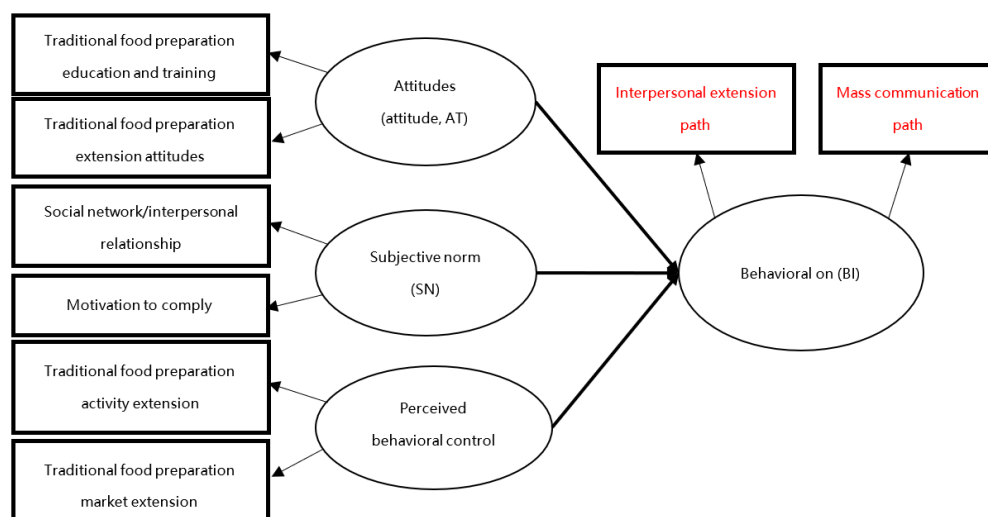 Traditional food preparation
education and training
Traditional food preparation
extension attitudes
Social network/interpersonal
relationship
Motivation to comply
Traditional food preparation
activity extension
Traditional food preparation
market extension
Attitudes
(attitude, AT)
Subjective norm
(SN)
Perceived
behavioral control
Interpersonal extension
path
Mass communication
path
Behavioral on (BI)